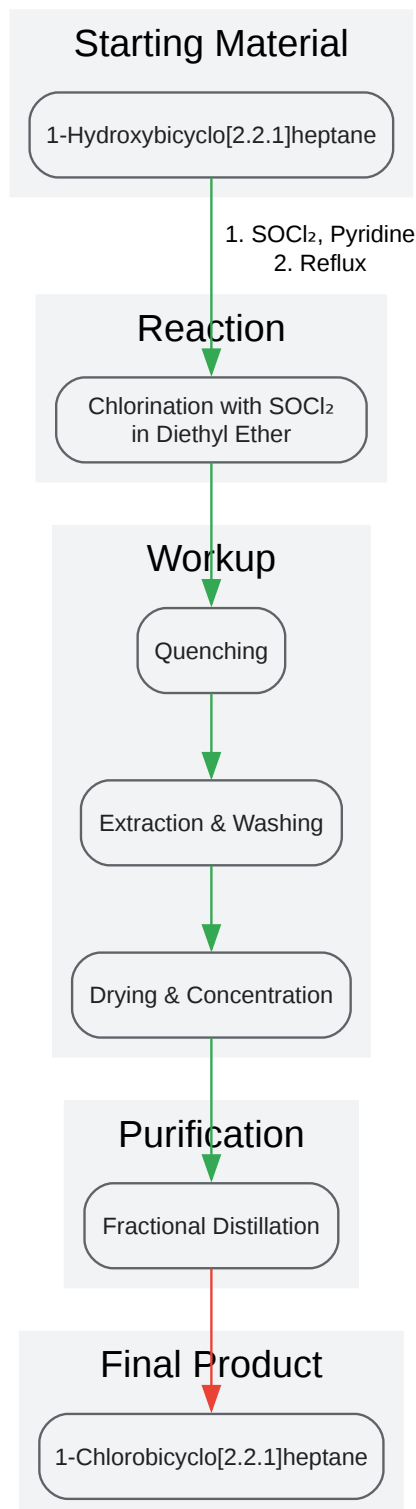 Starting Material
1-Hydroxybicyclo[2.2.1]heptane
1. SOCl₂, Pyridine
2. Reflux
Reaction
Chlorination with SOCl₂
in Diethyl Ether
Workup
Quenching
Extraction & Washing
Drying & Concentration
Purification
Fractional Distillation
Final Product
1-Chlorobicyclo[2.2.1]heptane